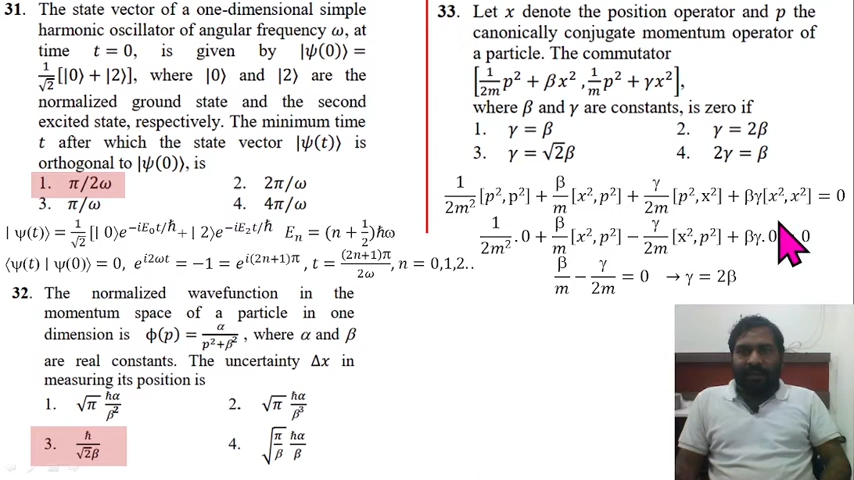 31. The state vector of a one-dimensional simple
harmonic oscillator of angular frequency ω, at
time t = 0, is given by |ψ(0)⟩ =
1/√2 [|0⟩ + |2⟩], where |0⟩ and |2⟩ are the
normalized ground state and the second
excited state, respectively. The minimum time
t after which the state vector |ψ(t)⟩ is
orthogonal to |ψ(0)⟩, is
1. π/2ω 2. 2π/ω
3. π/ω 4. 4π/ω
| ψ(t)⟩ = 1/√2 [| 0⟩e^(−iE₀t/ħ) + | 2⟩e^(−iE₂t/ħ) Eₙ = (n + 1/2)ħω
⟨ψ(t) | ψ(0)⟩ = 0, e^(i2ωt) = −1 = e^(i(2n+1)π), t = (2n+1)π/2ω, n = 0,1,2..
32. The normalized wavefunction in the
momentum space of a particle in one
dimension is ϕ(p) = α/(p²+β²), where α and β
are real constants. The uncertainty Δx in
measuring its position is
1. √π ħα/β² 2. √π ħα/β³
3. ħ/(√2β) 4. √(π/β) ħα/β
33. Let x denote the position operator and p the
canonically conjugate momentum operator of
a particle. The commutator
[1/2m p² + βx² , 1/m p² + γx²],
where β and γ are constants, is zero if
1. γ = β 2. γ = 2β
3. γ = √2β 4. 2γ = β
1/2m² [p², p²] + β/m [x², p²] + γ/2m [p², x²] + βγ[x², x²] = 0
1/2m² . 0 + β/m [x², p²] − γ/2m [x², p²] + βγ. 0 0
β/m − γ/2m = 0 → γ = 2β